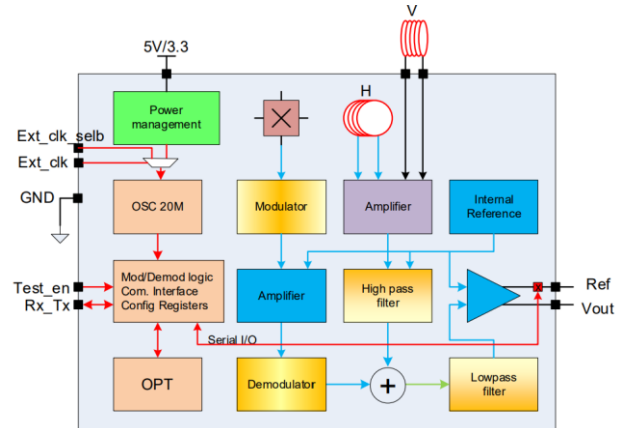 V
5V/3.3
H
Power
management
Ext_clk_selb
Ext_clk
GND
OSC 20M
Modulator
Amplifier
Internal
Reference
Test_en
Rx_Tx
Mod/Demod logic
Com. Interface
Config Registers
Amplifier
High pass
filter
Ref
Vout
Serial I/O
OPT
Demodulator
+
Lowpass
filter